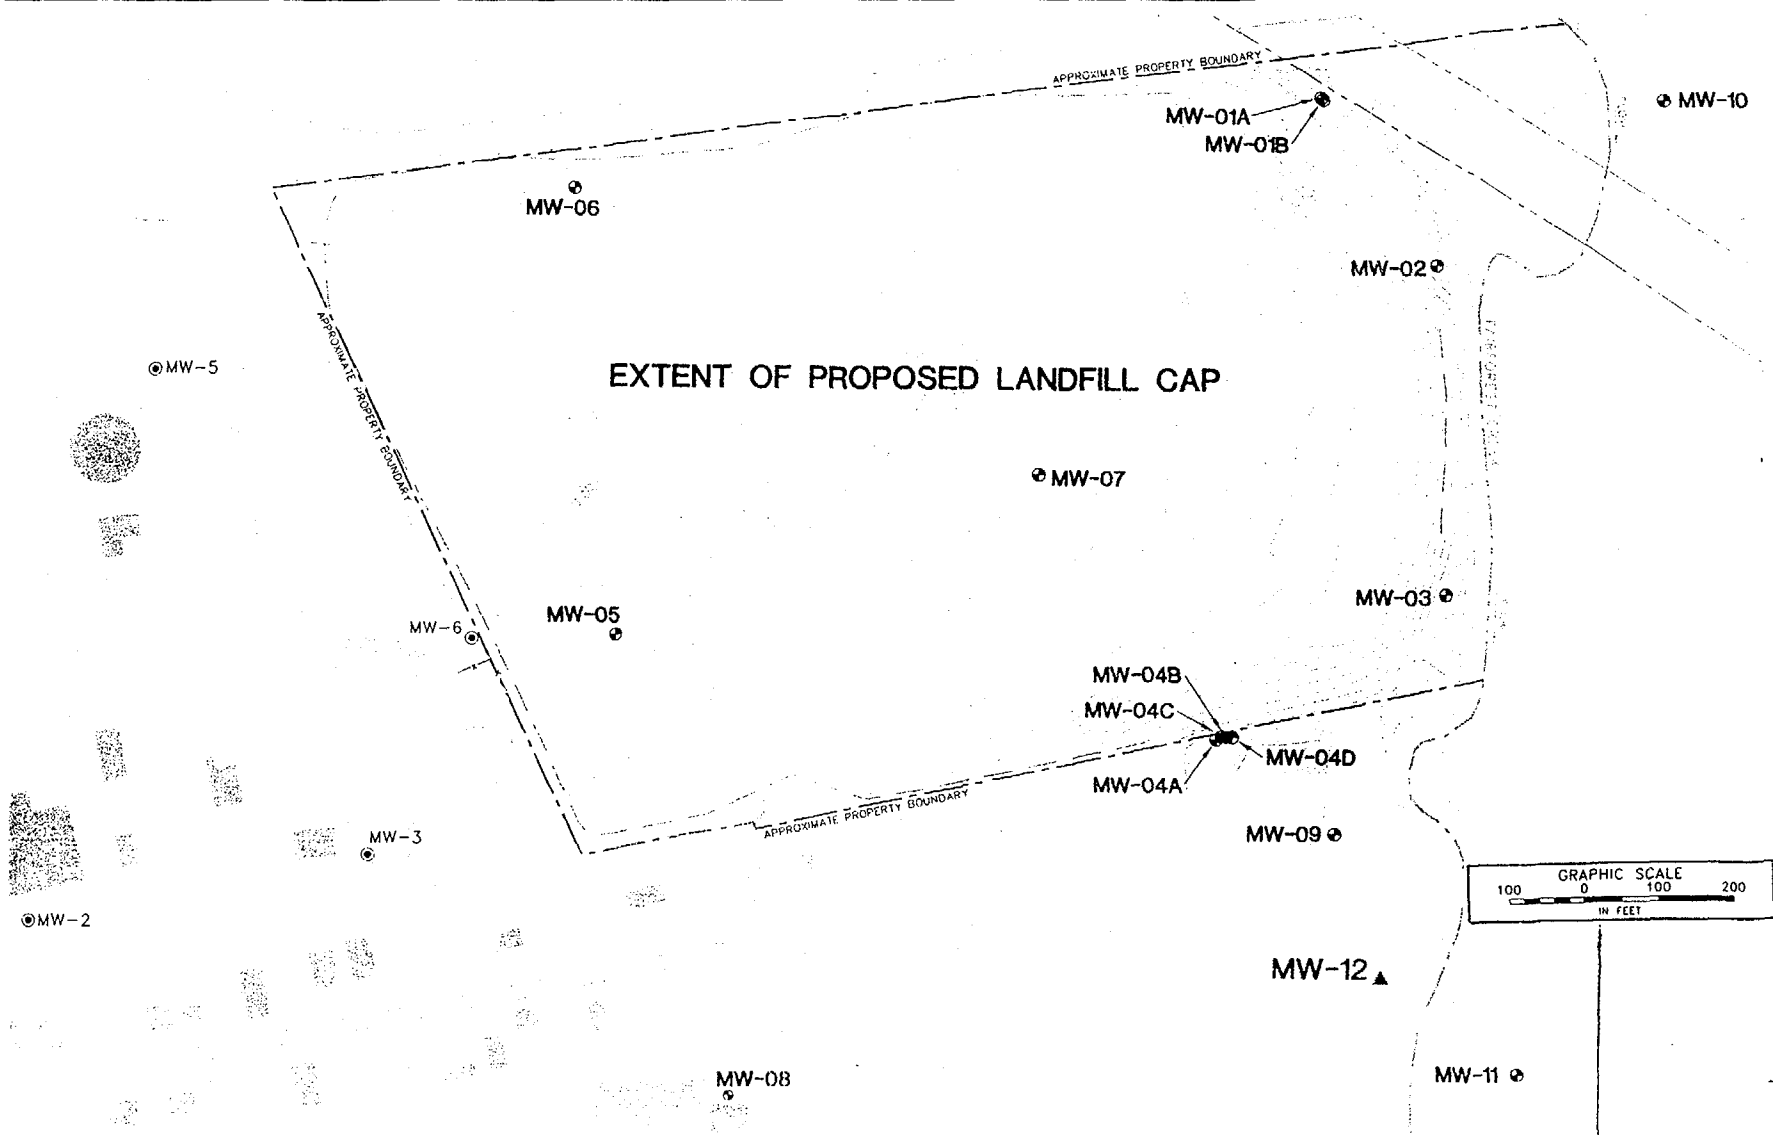 APPROXIMATE PROPERTY BOUNDARY
MW-10
MW-01A
MW-01B
MW-06
MW-02
MW-5
APPROXIMATE PROPERTY BOUNDARY
EXTENT OF PROPOSED LANDFILL CAP
MW-07
MW-03
MW-05
MW-6
MW-04B
MW-04C
MW-04D
MW-04A
APPROXIMATE PROPERTY BOUNDARY
MW-3
MW-09
GRAPHIC SCALE
100 0 100 200
IN FEET
MW-2
MW-12
MW-08
MW-11